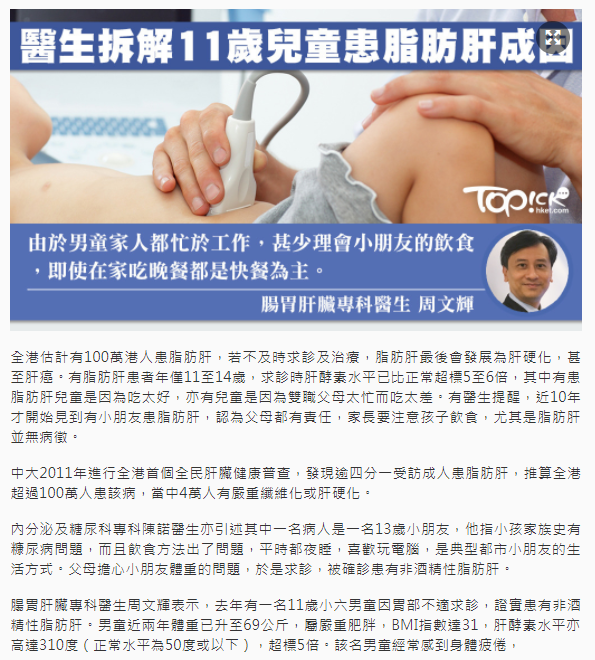 醫生拆解11歲兒童患脂肪肝成因
TOPick
hket.com
由於男童家人都忙於工作，甚少理會小朋友的飲食
，即使在家吃晚餐都是快餐為主。
腸胃肝臟專科醫生 周文輝
全港估計有100萬港人患脂肪肝，若不及時求診及治療，脂肪肝最後會發展為肝硬化，甚
至肝癌。有脂肪肝患者年僅11至14歲，求診時肝酵素水平已比正常超標5至6倍，其中有患
脂肪肝兒童是因為吃太好，亦有兒童是因為雙職父母太忙而吃太差。有醫生提醒，近10年
才開始見到有小朋友患脂肪肝，認為父母都有責任，家長要注意孩子飲食，尤其是脂肪肝
並無病徵。
中大2011年進行全港首個全民肝臟健康普查，發現逾四分一受訪成人患脂肪肝，推算全港
超過100萬人患該病，當中4萬人有嚴重纖維化或肝硬化。
內分泌及糖尿科專科陳諾醫生亦引述其中一名病人是一名13歲小朋友，他指小孩家族史有
糠尿病問題，而且飲食方法出了問題，平時都夜睡，喜歡玩電腦，是典型都市小朋友的生
活方式。父母擔心小朋友體重的問題，於是求診，被確診患有非酒精性脂肪肝。
腸胃肝臟專科醫生周文輝表示，去年有一名11歲小六男童因胃部不適求診，證實患有非酒
精性脂肪肝。男童近兩年體重已升至69公斤，屬嚴重肥胖，BMI指數達31，肝酵素水平亦
高達310度（正常水平為50度或以下），超標5倍。該名男童經常感到身體疲倦，